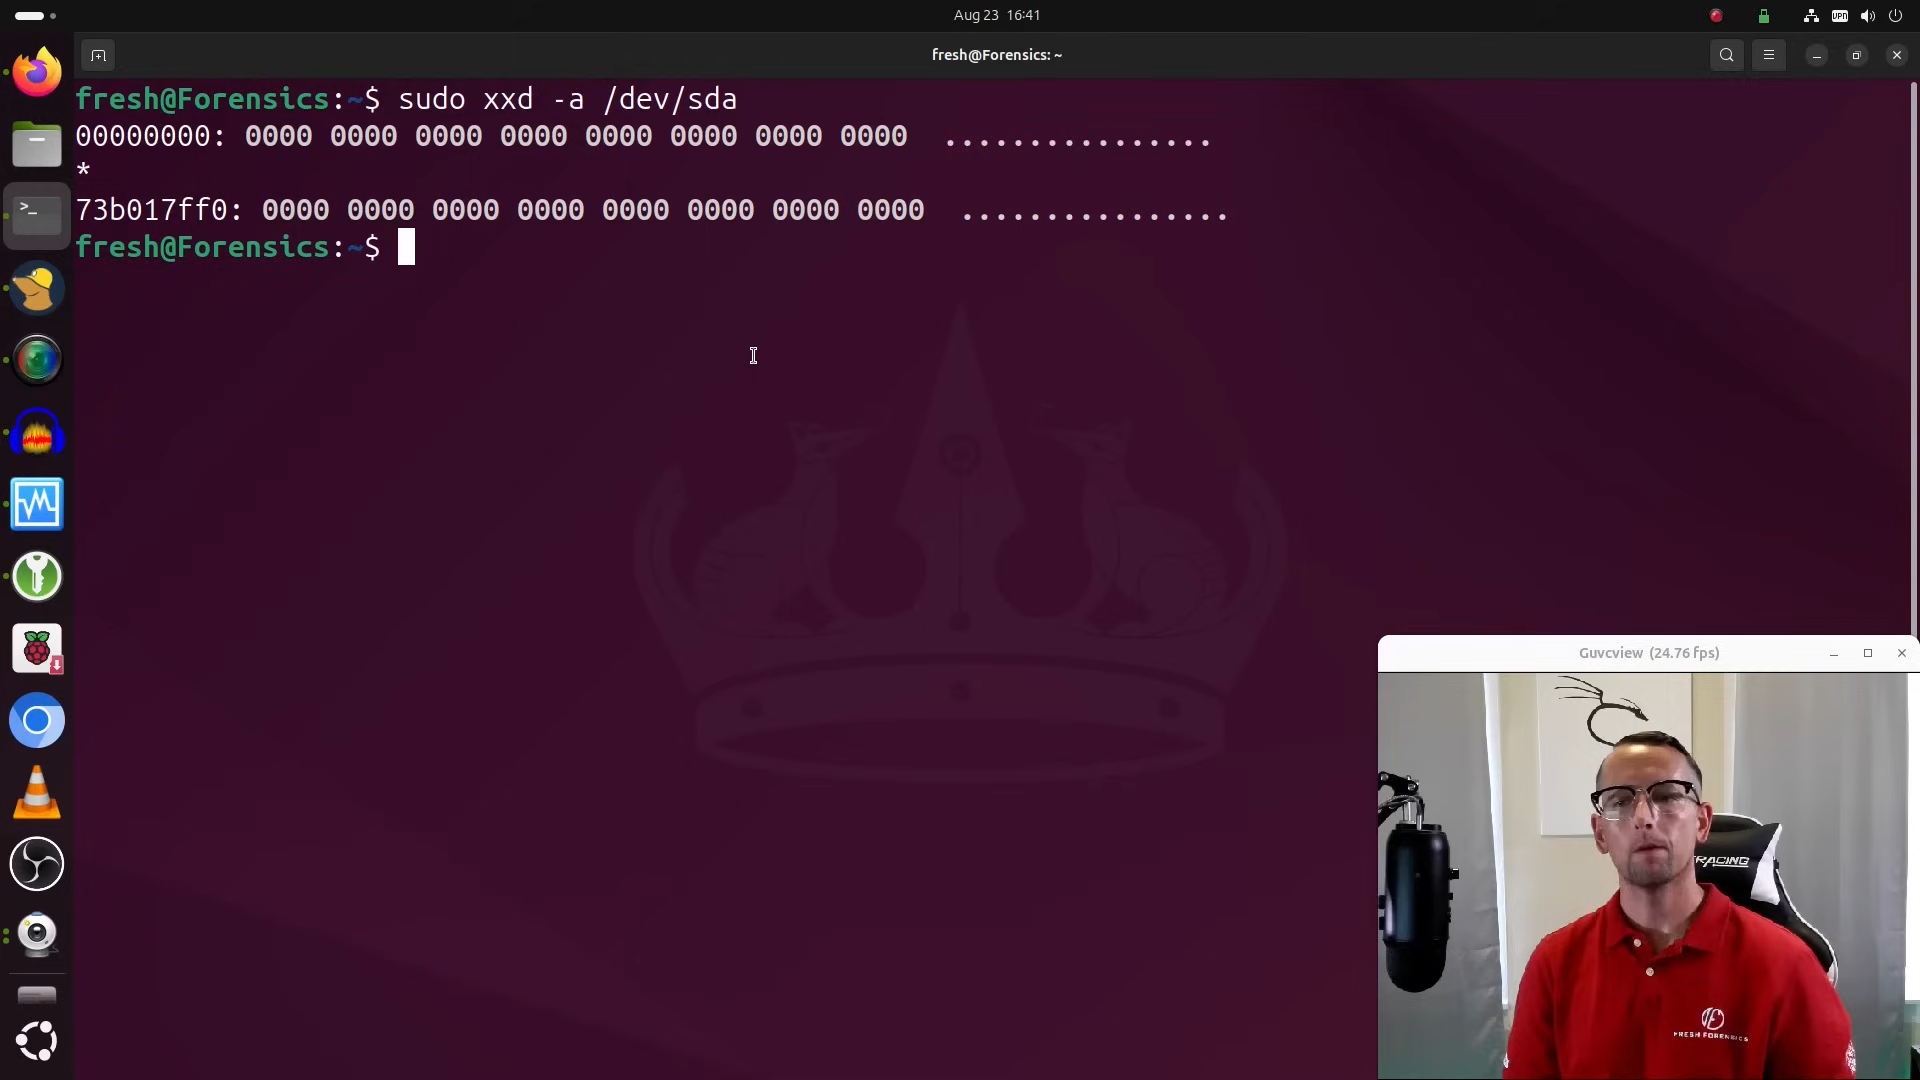 Aug 23 16:41
VPN
fresh@Forensics: ~
fresh@Forensics:~$ sudo xxd -a /dev/sda
00000000: 0000 0000 0000 0000 0000 0000 0000 0000 ................
*
73b017ff0: 0000 0000 0000 0000 0000 0000 0000 0000 ................
fresh@Forensics:~$
Guvcview (24.76 fps)
RACING
FRESH FORENSICS